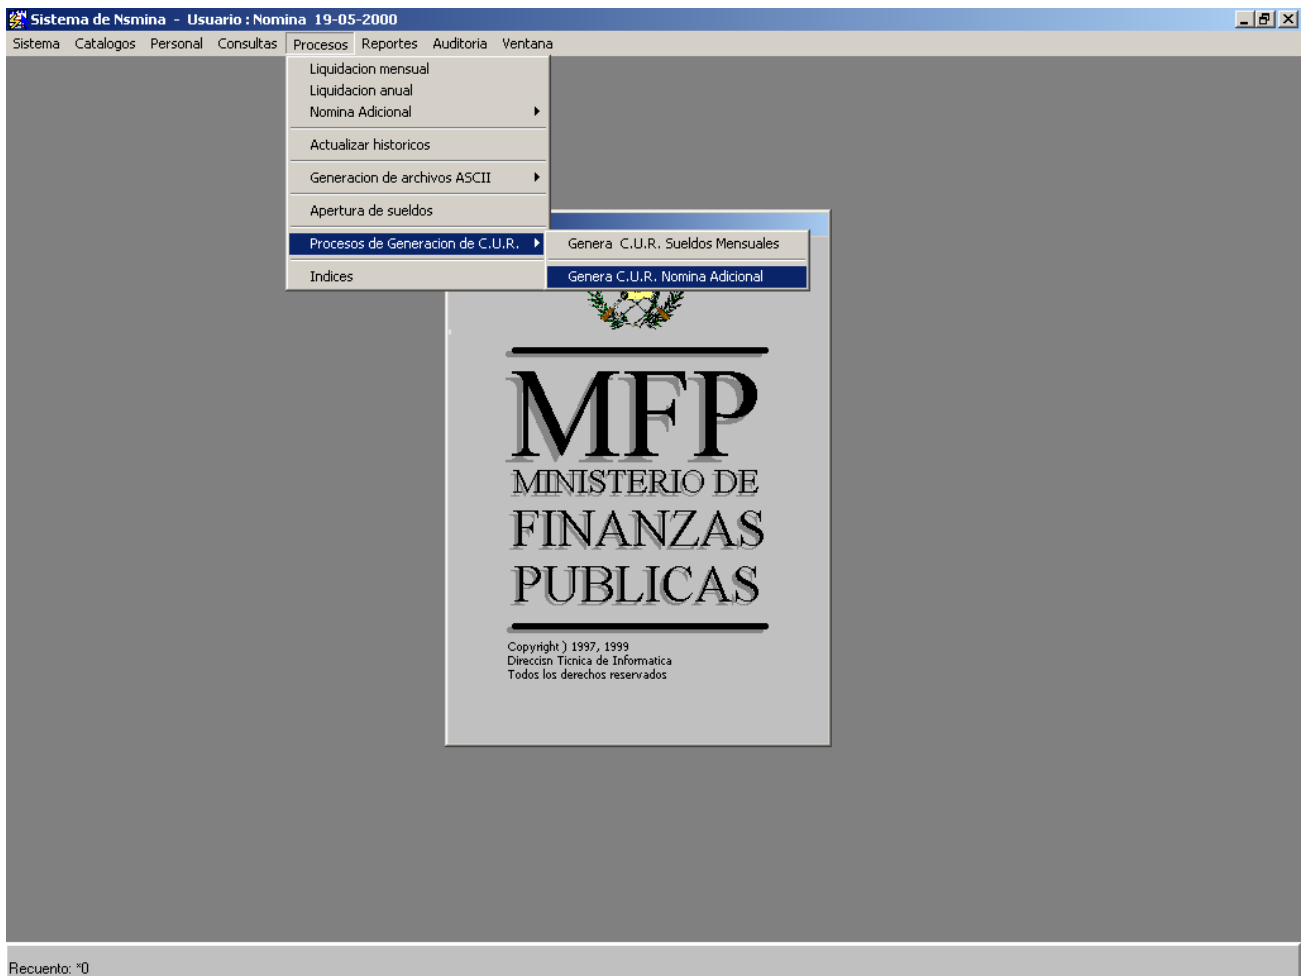 Sistema de Nsmina - Usuario : Nomina 19-05-2000
Sistema Catalogos Personal Consultas Procesos Reportes Auditoria Ventana
Liquidacion mensual
Liquidacion anual
Nomina Adicional
Actualizar historicos
Generacion de archivos ASCII
Apertura de sueldos
Procesos de Generacion de C.U.R.
Genera C.U.R. Sueldos Mensuales
Indices
Genera C.U.R. Nomina Adicional
MFP
MINISTERIO DE
FINANZAS
PUBLICAS
Copyright ) 1997, 1999
Direccisn Ticnica de Informatica
Todos los derechos reservados
Recuento: *0